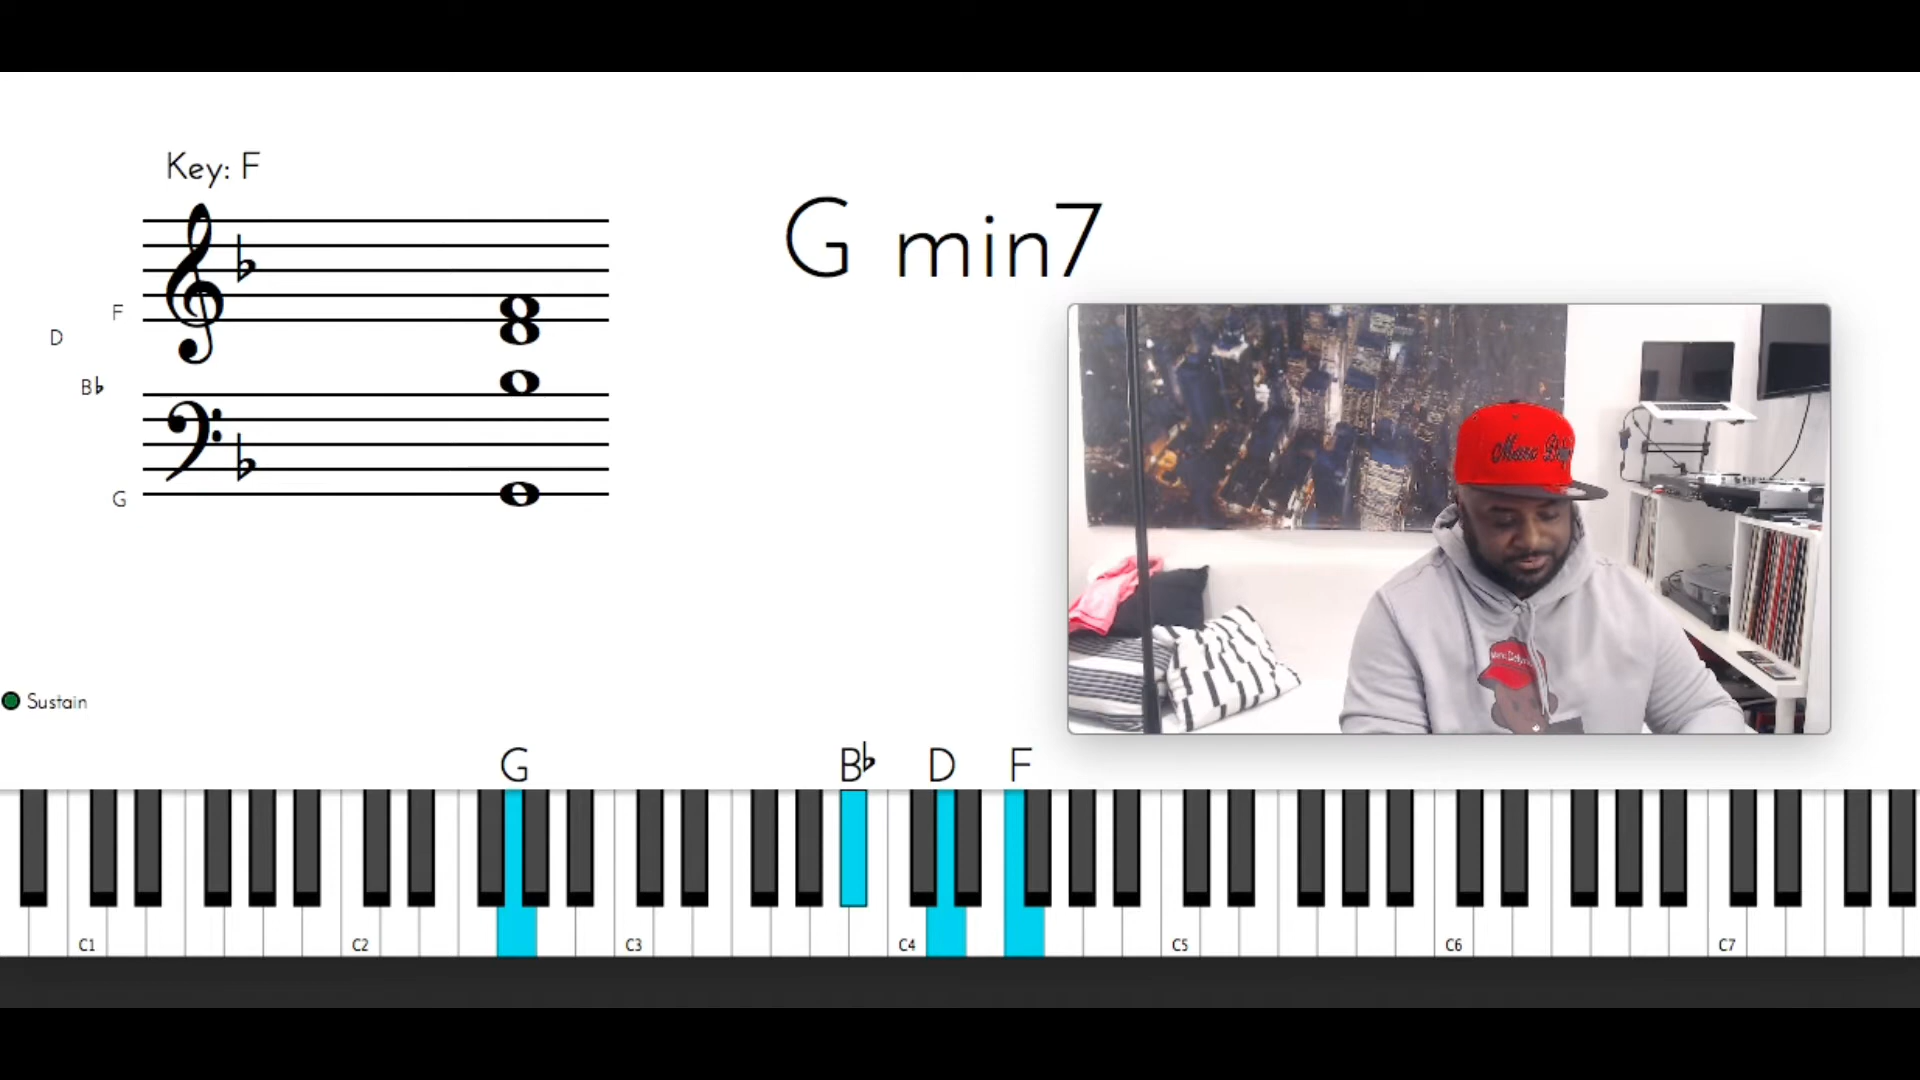 Key: F
G min7
F
D
B♭
G
Sustain
G B♭ D F
C1 C2 C3 C4 C5 C6 C7